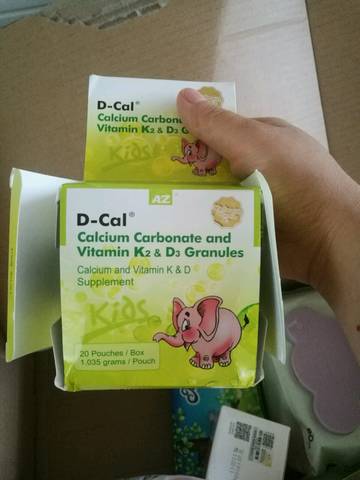 D-Cal®
Calcium Carbonate
Vitamin K2 & D3 G
Kids
AZ
D-Cal®
Calcium Carbonate and
Vitamin K2 & D3 Granules
Calcium and Vitamin K & D
Supplement
Kids
20 Pouches / Box
1.035 grams / Pouch